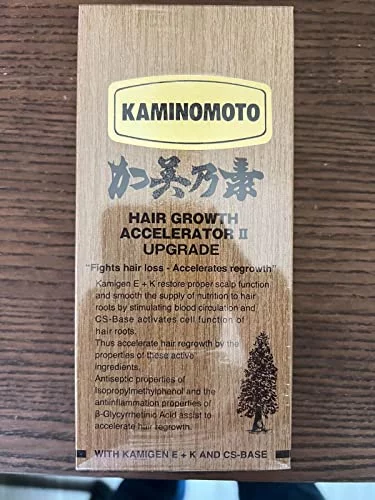 KAMINOMOTO
加美乃素
HAIR GROWTH
ACCELERATOR II
UPGRADE
"Fights hair loss - Accelerates regrowth"
Kamigen E + K restore proper scalp function
and smooth the supply of nutrition to hair
roots by stimulating blood circulation and
CS-Base activates cell function of
hair roots.
Thus accelerate hair regrowth by the
properties of these active
ingredients.
Antiseptic properties of
Isopropylmethylphenol and the
antiinflammation properties of
β-Glycyrrhetinic Acid assist to
accelerate hair regrowth.
WITH KAMIGEN E + K AND CS-BASE